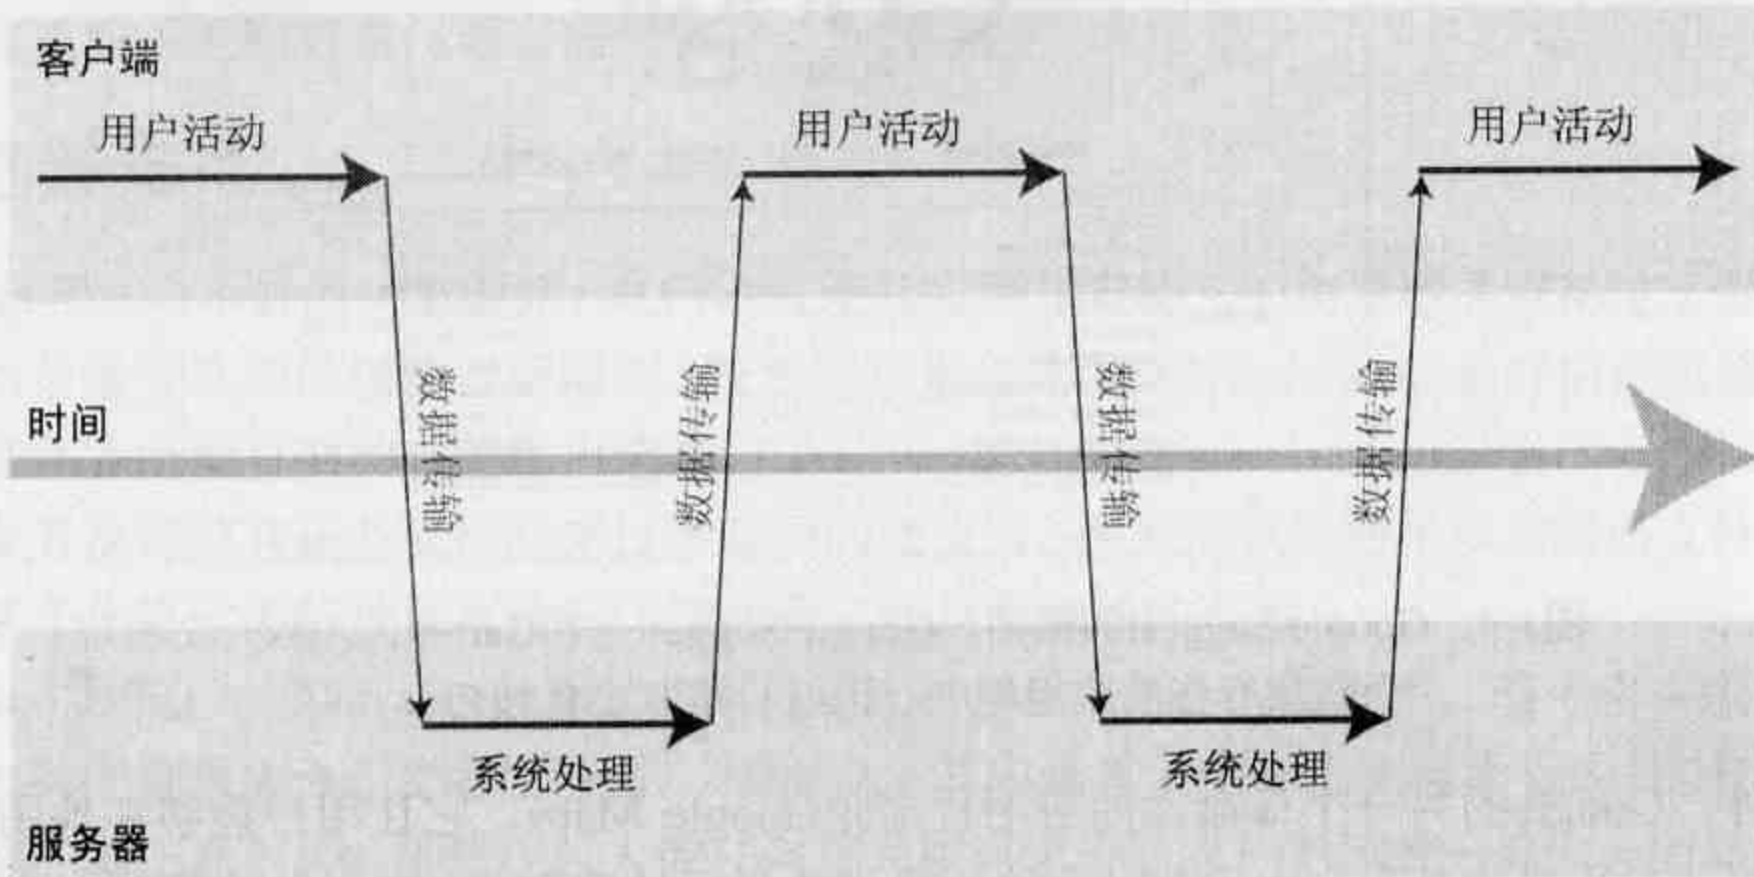 客户端
用户活动
用户活动
用户活动
数据传输
数据传输
数据传输
数据传输
时间
系统处理
系统处理
服务器